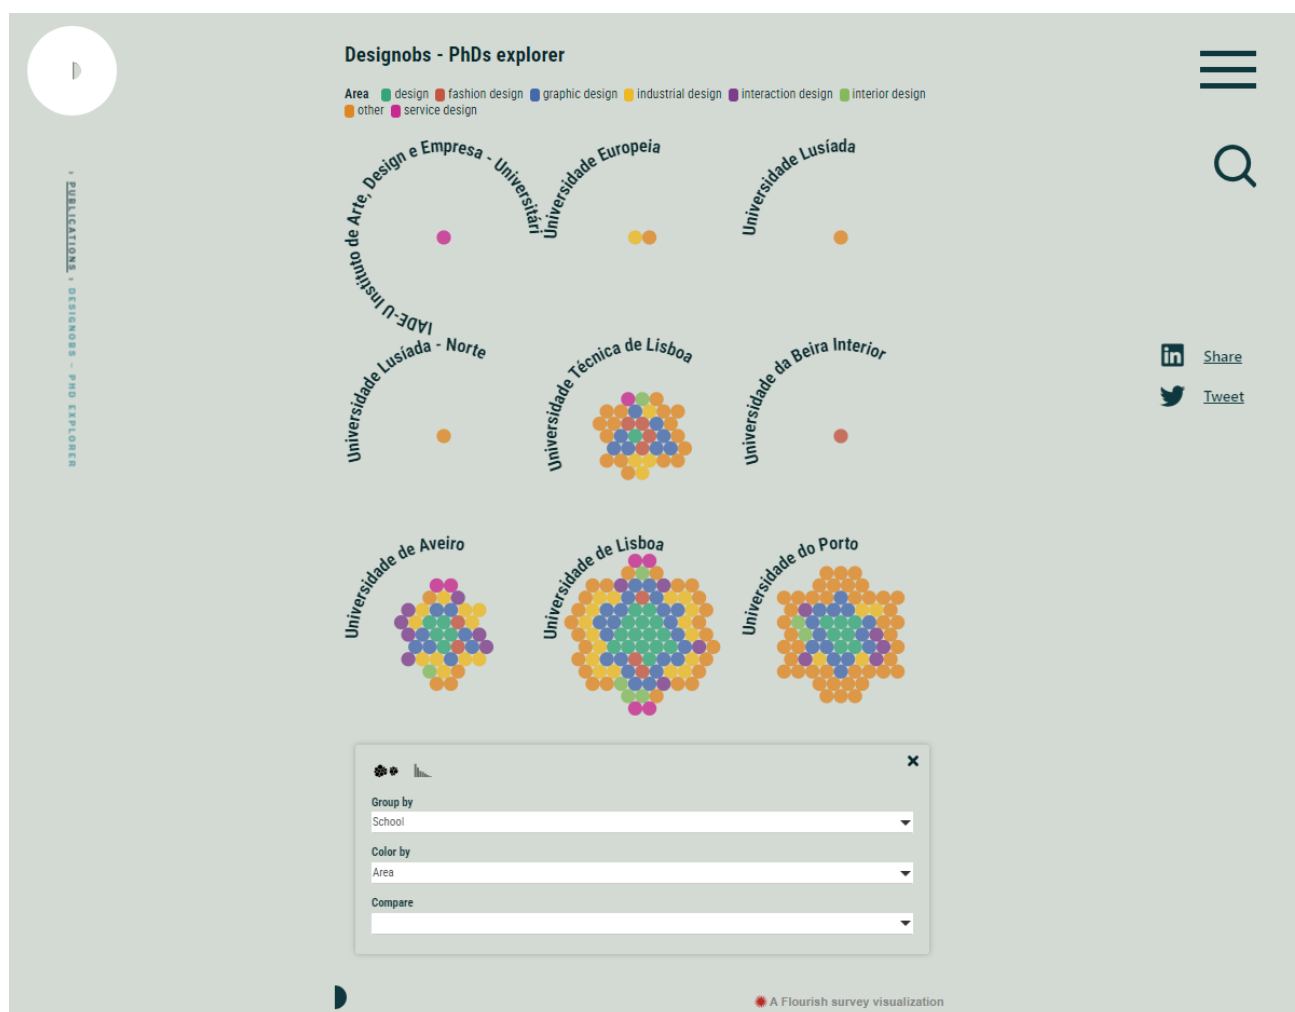 Designobs - PhDs explorer
Area design fashion design graphic design industrial design interaction design interior design
other service design
IADE-U Instituto de Arte, Design e Empresa - Universitári
Universidade Europeia
Universidade Lusíada
› PUBLICATIONS › DESIGNOBS – PHD EXPLORER
Universidade Lusíada - Norte
Universidade Técnica de Lisboa
Universidade da Beira Interior
Share
Tweet
Universidade de Aveiro
Universidade de Lisboa
Universidade do Porto
Group by
School
Color by
Area
Compare
A Flourish survey visualization